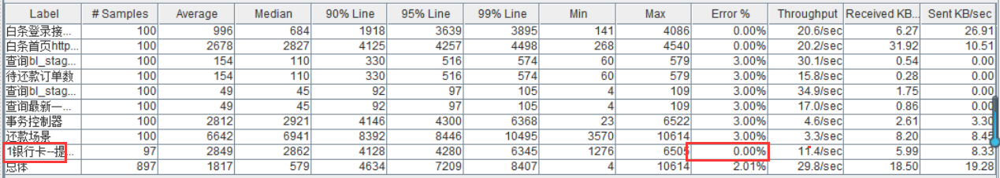 Label # Samples Average Median 90% Line 95% Line 99% Line Min Max Error % Throughput Received KB... Sent KB/sec
白条登录接... 100 996 684 1918 3639 3895 141 4086 0.00% 20.6/sec 6.27 26.91
白条首页http... 100 2678 2827 4125 4257 4498 268 4540 0.00% 20.2/sec 31.92 10.51
查询bl_stag... 100 154 110 330 516 574 60 579 3.00% 30.1/sec 0.54 0.00
待还款订单数 100 154 110 330 516 574 60 579 3.00% 15.8/sec 0.28 0.00
查询bl_stag... 100 49 45 92 97 105 4 109 3.00% 34.9/sec 1.75 0.00
查询最新一... 100 49 45 92 97 105 4 109 3.00% 17.0/sec 0.86 0.00
事务控制器 100 2812 2921 4146 4300 6368 23 6522 3.00% 4.6/sec 2.61 3.30
还款场景 100 6642 6941 8392 8446 10495 3570 10614 3.00% 3.3/sec 8.20 8.45
1银行卡--提... 97 2849 2862 4128 4280 6345 1276 6505 0.00% 11.4/sec 5.99 8.33
总体 897 1817 579 4634 7209 8407 4 10614 2.01% 29.8/sec 18.50 19.28